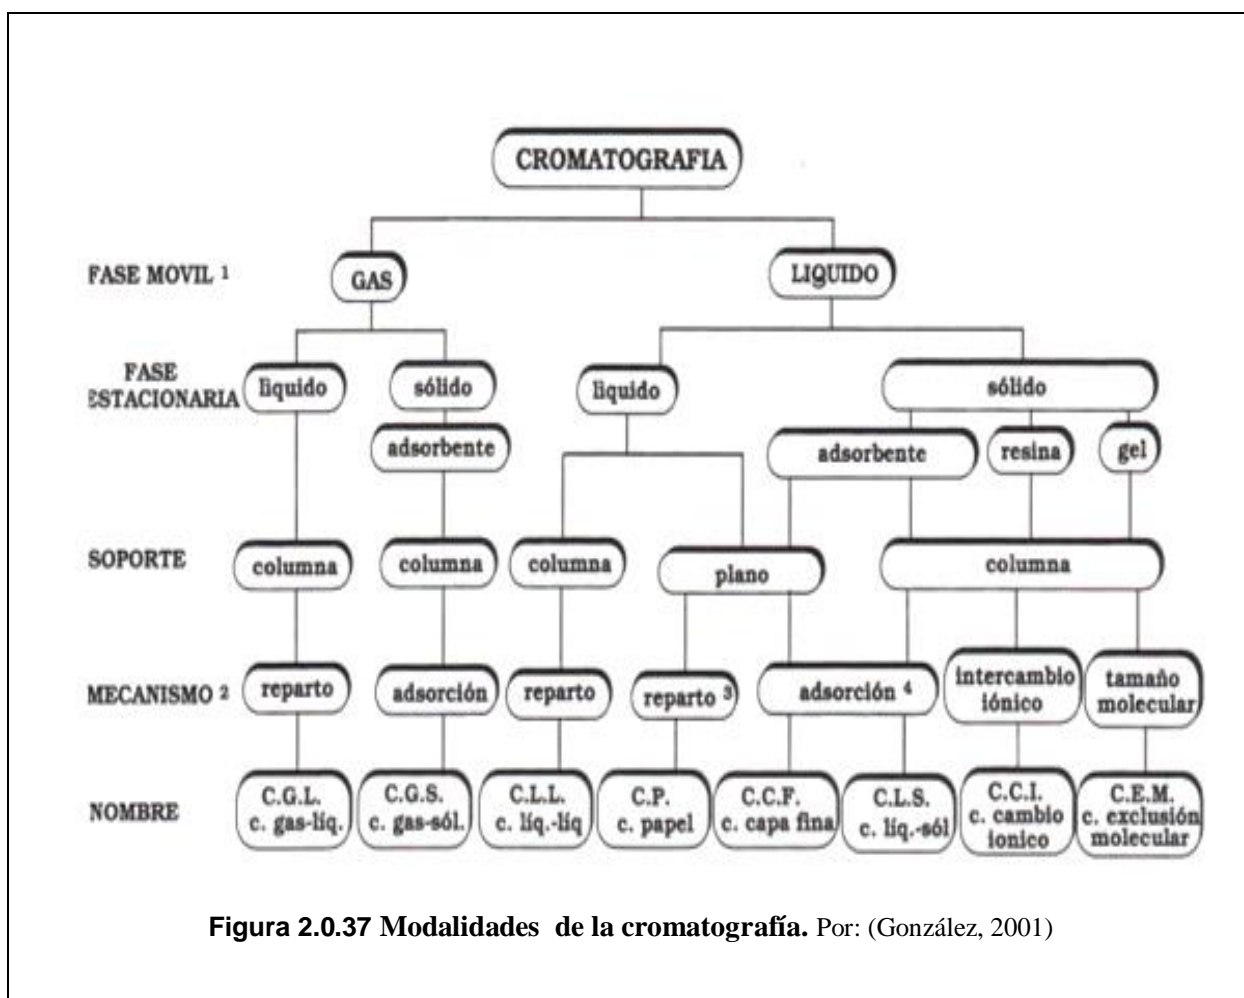 CROMATOGRAFIA
FASE MOVIL 1
GAS
LIQUIDO
FASE
ESTACIONARIA
líquido
sólido
líquido
sólido
adsorbente
adsorbente
resina
gel
SOPORTE
columna
columna
columna
plano
columna
MECANISMO 2
reparto
adsorción
reparto
reparto 3
adsorción 4
intercambio
iónico
tamaño
molecular
NOMBRE
C.G.L.
c. gas-líq.
C.G.S.
c. gas-sól.
C.L.L.
c. líq.-líq
C.P.
c. papel
C.C.F.
c. capa fina
C.L.S.
c. líq.-sól
C.C.I.
c. cambio
ionico
C.E.M.
c. exclusión
molecular
Figura 2.0.37 Modalidades de la cromatografía. Por: (González, 2001)